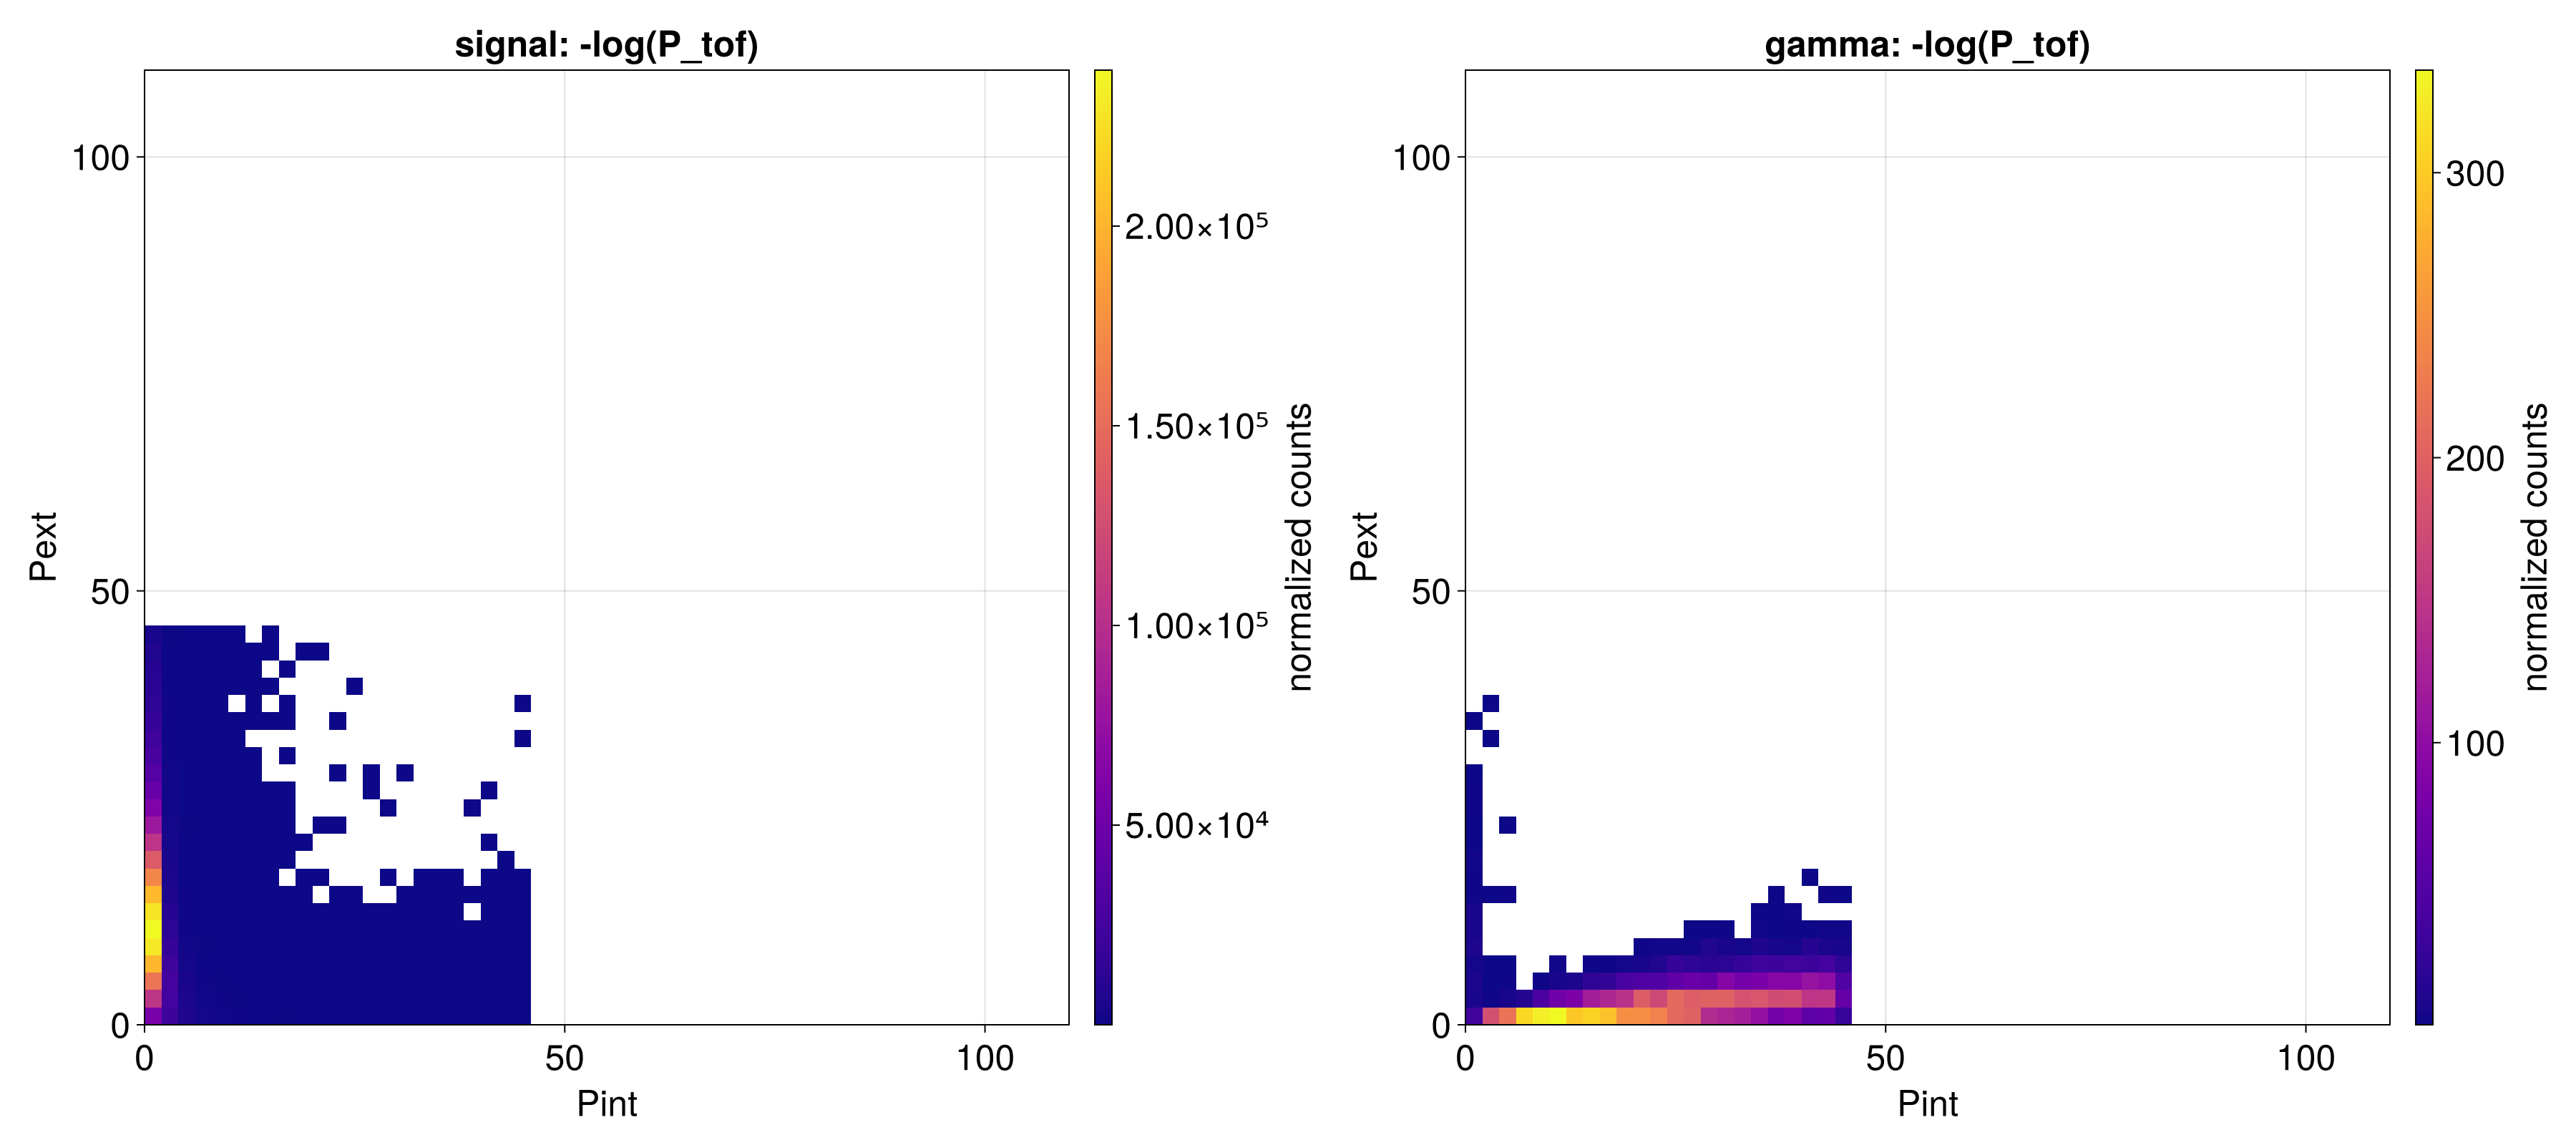 signal: -log(P_tof)
100
50
0
Pext
0
50
100
Pint
2.00×10⁵
1.50×10⁵
1.00×10⁵
5.00×10⁴
normalized counts
gamma: -log(P_tof)
100
50
0
Pext
0
50
100
Pint
300
200
100
normalized counts